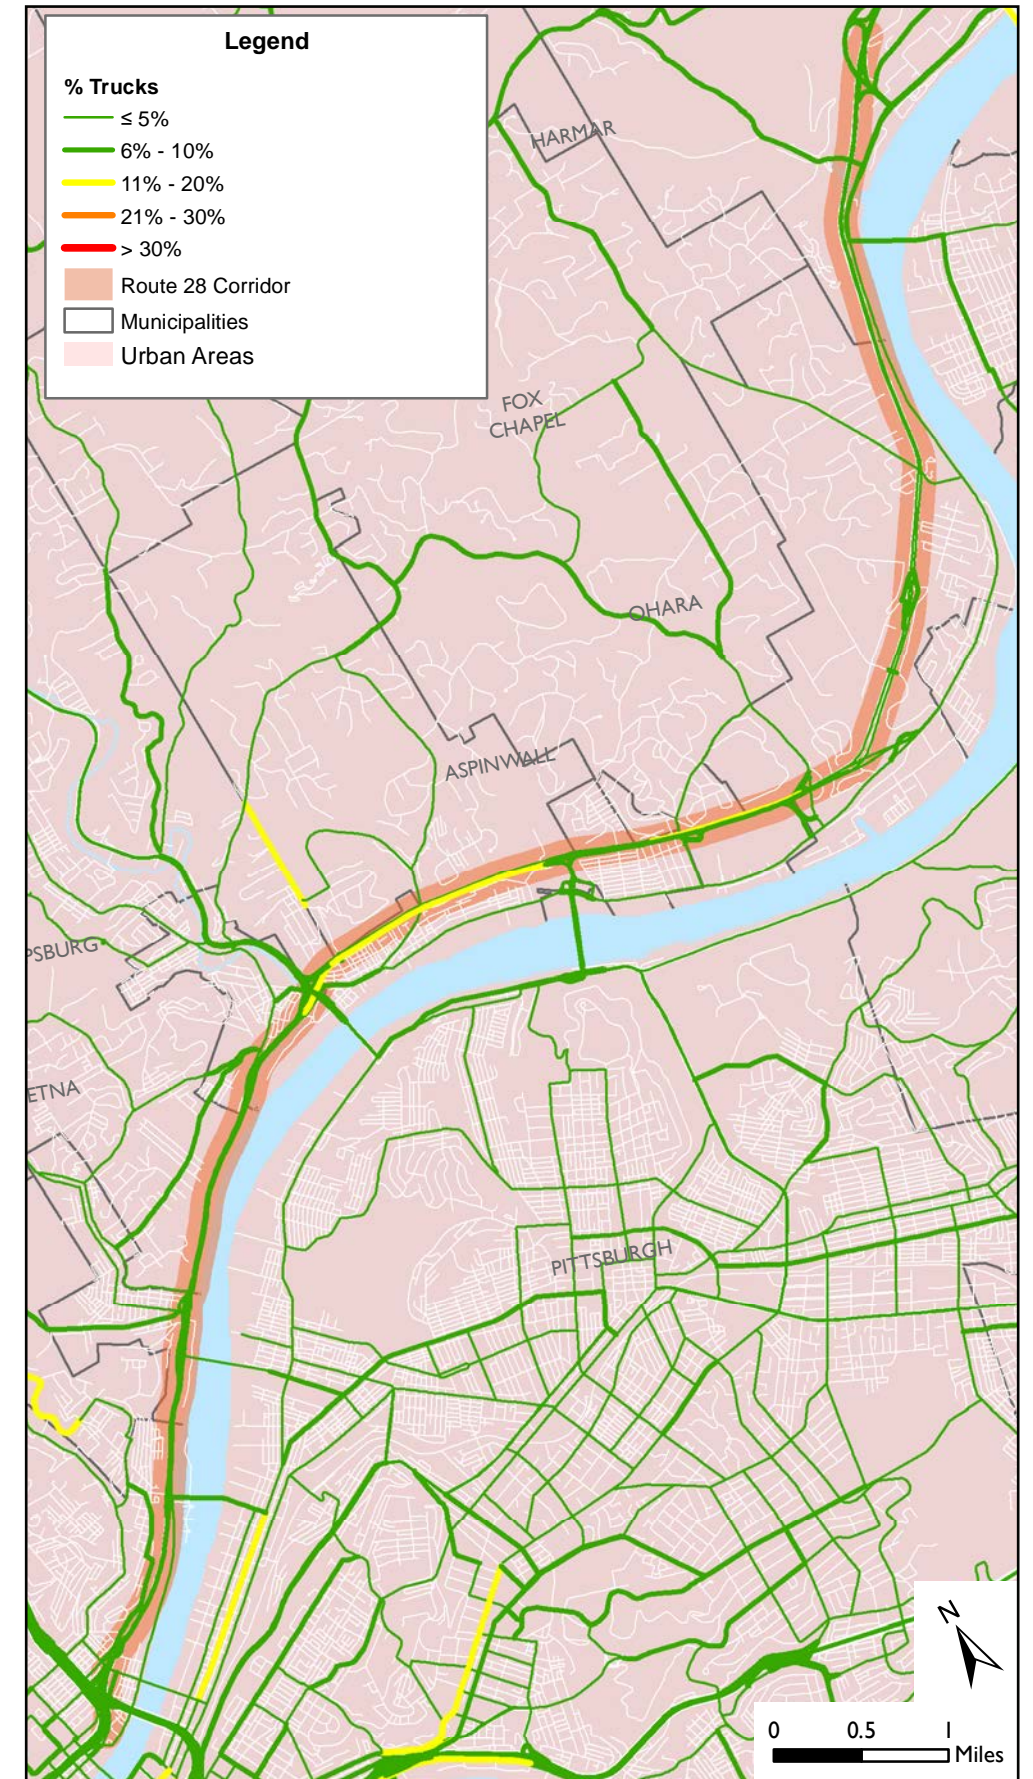 Legend
% Trucks
≤ 5%
6% - 10%
11% - 20%
21% - 30%
> 30%
Route 28 Corridor
Municipalities
Urban Areas
HARMAR
FOX
CHAPEL
OHARA
ASPINWALL
PSBURG
ETNA
PITTSBURGH
N
0 0.5 1
Miles